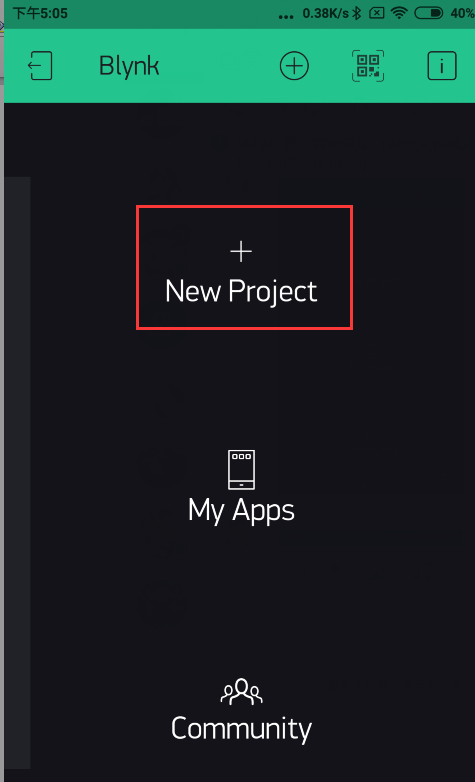 下午5:05 ... 0.38K/s 40%
Blynk
New Project
My Apps
Community